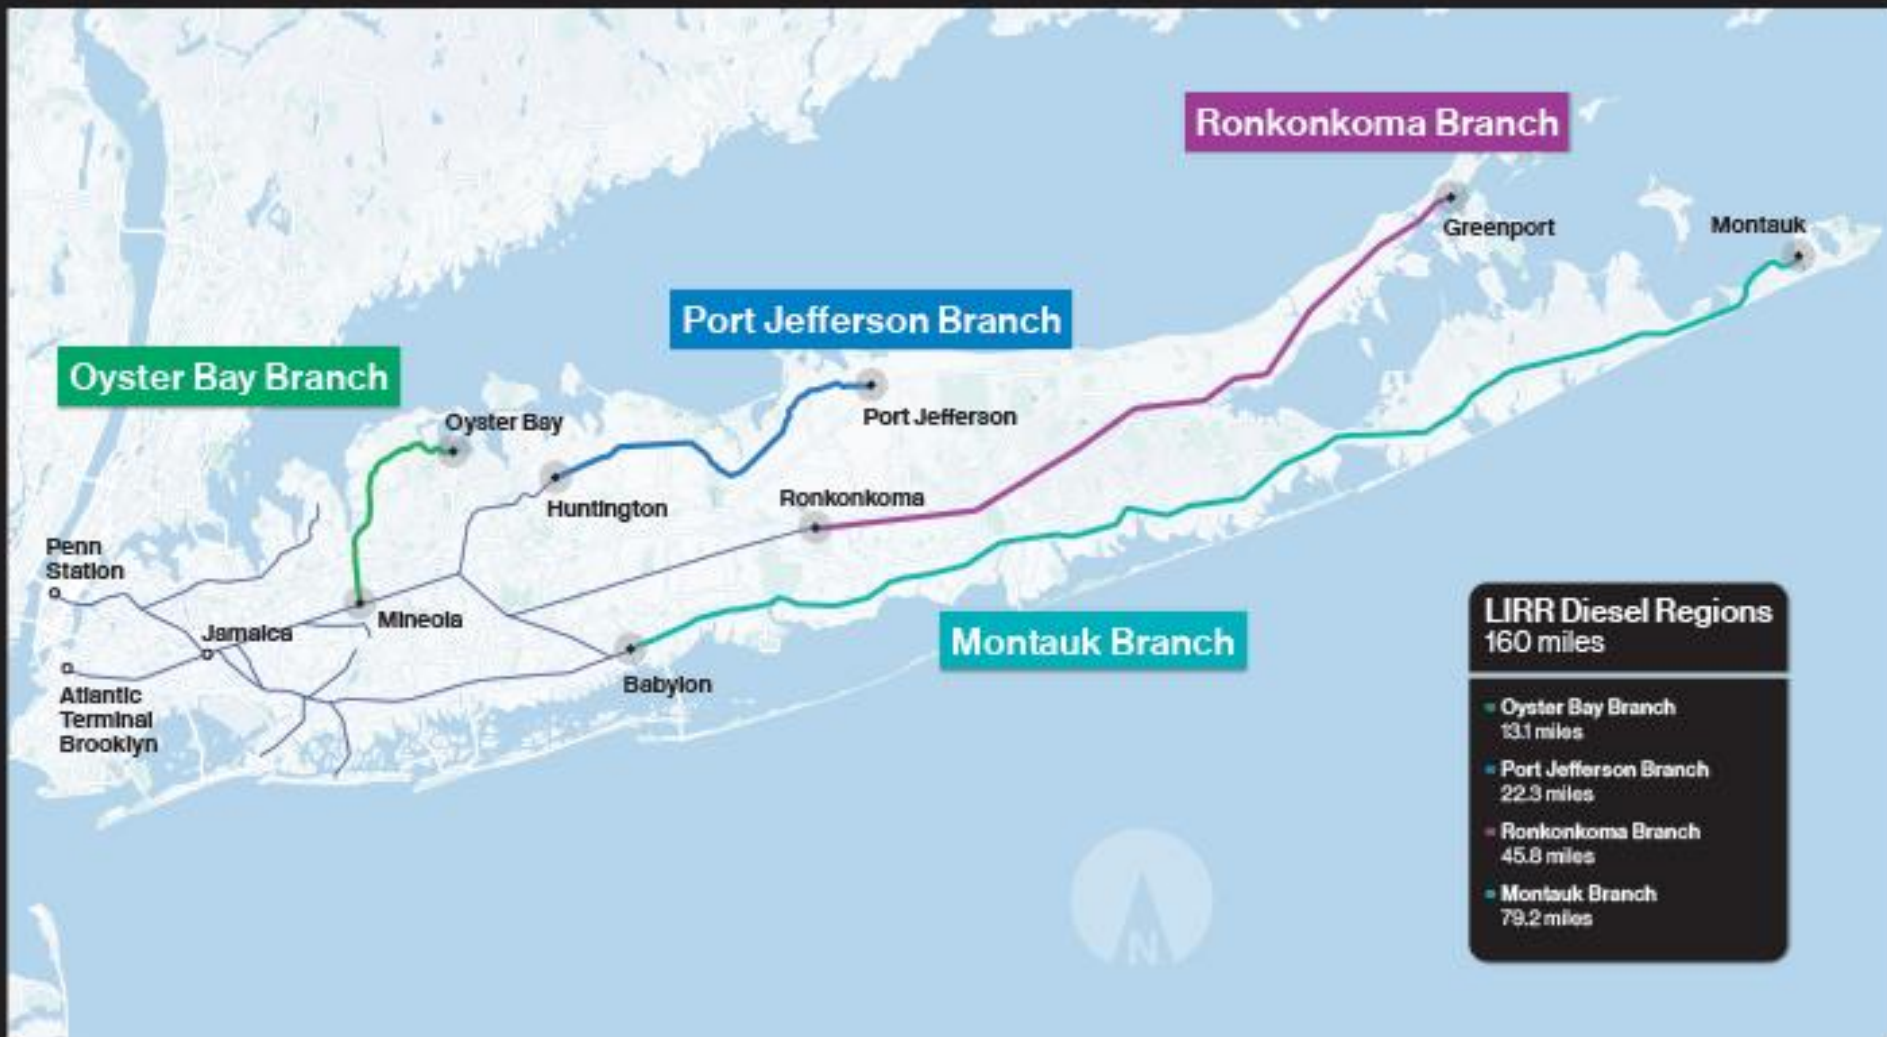 Ronkonkoma Branch
Greenport
Montauk
Port Jefferson Branch
Oyster Bay Branch
Port Jefferson
Oyster Bay
Ronkonkoma
Huntington
Penn
Station
Mineola
Jamaica
Montauk Branch
Babylon
Atlantic
Terminal
Brooklyn
LIRR Diesel Regions
160 miles
Oyster Bay Branch
13.1 miles
Port Jefferson Branch
22.3 miles
Ronkonkoma Branch
45.8 miles
Montauk Branch
79.2 miles
N